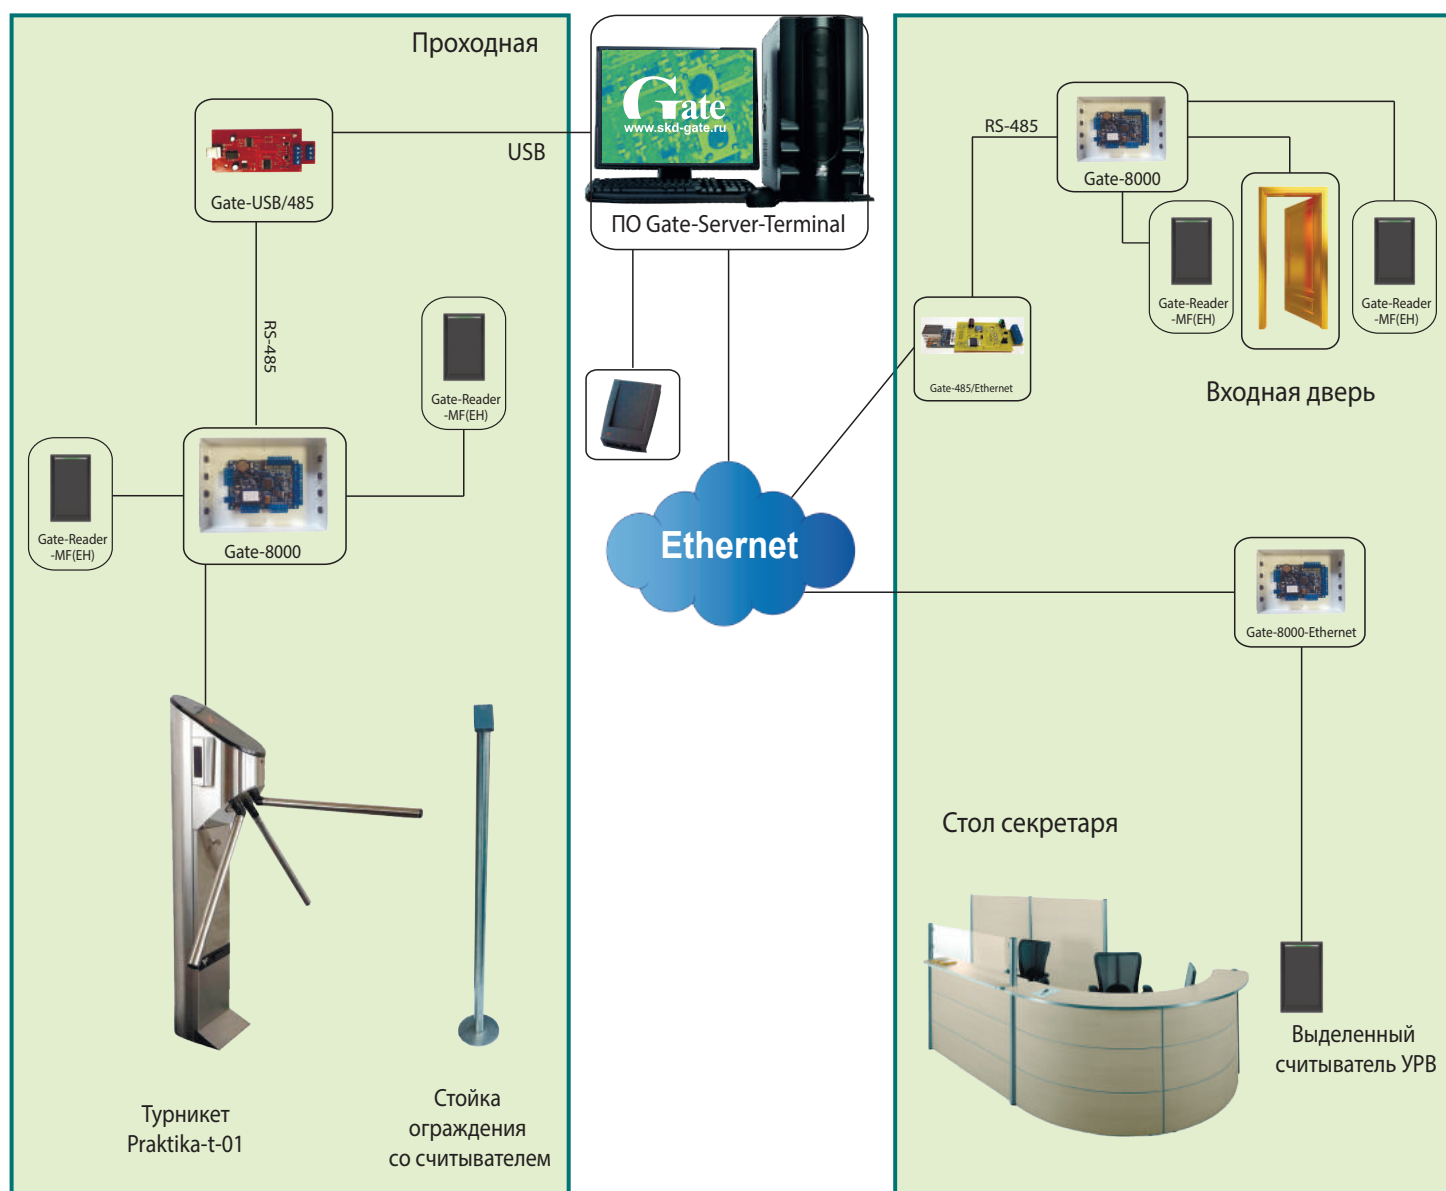 Проходная
Gate
www.skd-gate.ru
ПО Gate-Server-Terminal
USB
Gate-USB/485
RS-485
Gate-Reader
-MF(EH)
Gate-Reader
-MF(EH)
Gate-8000
Турникет
Praktika-t-01
Стойка
ограждения
со считывателем
Ethernet
RS-485
Gate-8000
Gate-Reader
-MF(EH)
Gate-Reader
-MF(EH)
Gate-485/Ethernet
Входная дверь
Gate-8000-Ethernet
Стол секретаря
Выделенный
считыватель УРВ